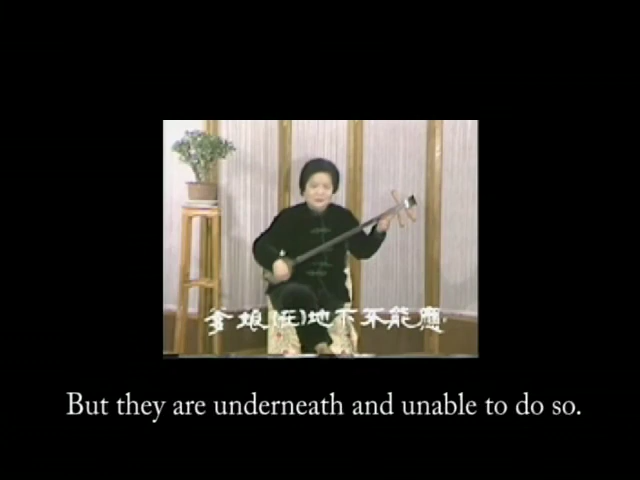 爹娘(在)地下不能應
But they are underneath and unable to do so.